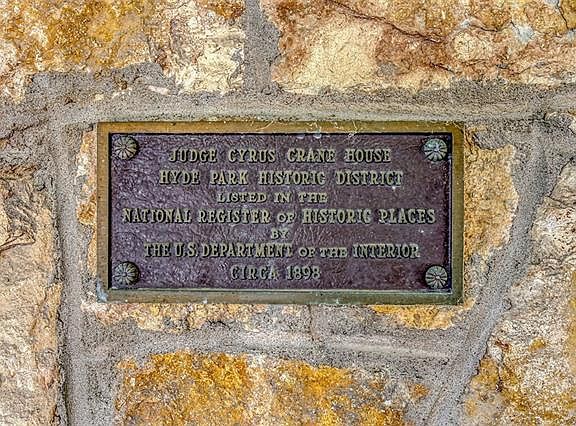 JUDGE CYRUS CRANE HOUSE
HYDE PARK HISTORIC DISTRICT
LISTED IN THE
NATIONAL REGISTER OF HISTORIC PLACES
BY
THE U.S. DEPARTMENT OF THE INTERIOR
CIRCA 1898